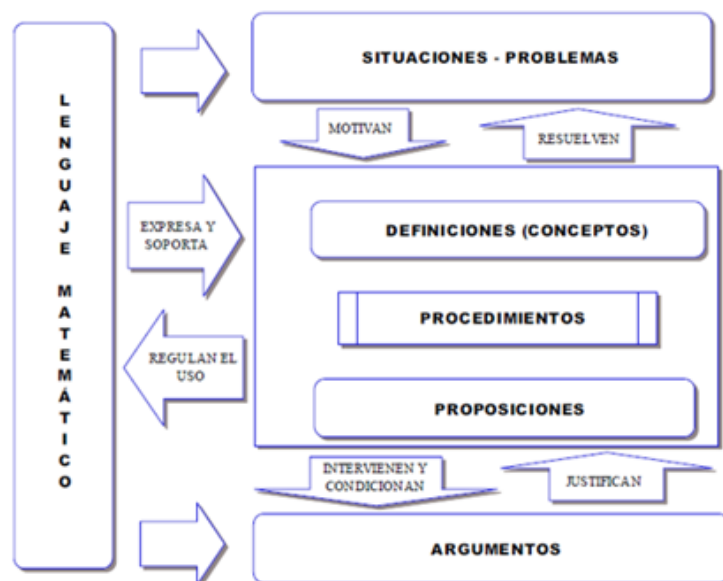 LENGUAJE MATEMÁTICO
SITUACIONES - PROBLEMAS
MOTIVAN
RESUELVEN
EXPRESA Y
SOPORTA
DEFINICIONES (CONCEPTOS)
PROCEDIMIENTOS
REGULAN EL
USO
PROPOSICIONES
INTERVIENEN Y
CONDICIONAN
JUSTIFICAN
ARGUMENTOS